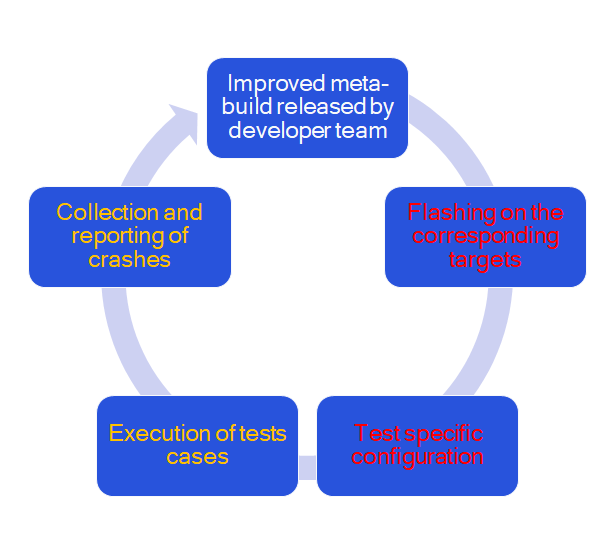 Improved meta-
build released by
developer team
Flashing on the
corresponding
targets
Test specific
configuration
Execution of tests
cases
Collection and
reporting of
crashes